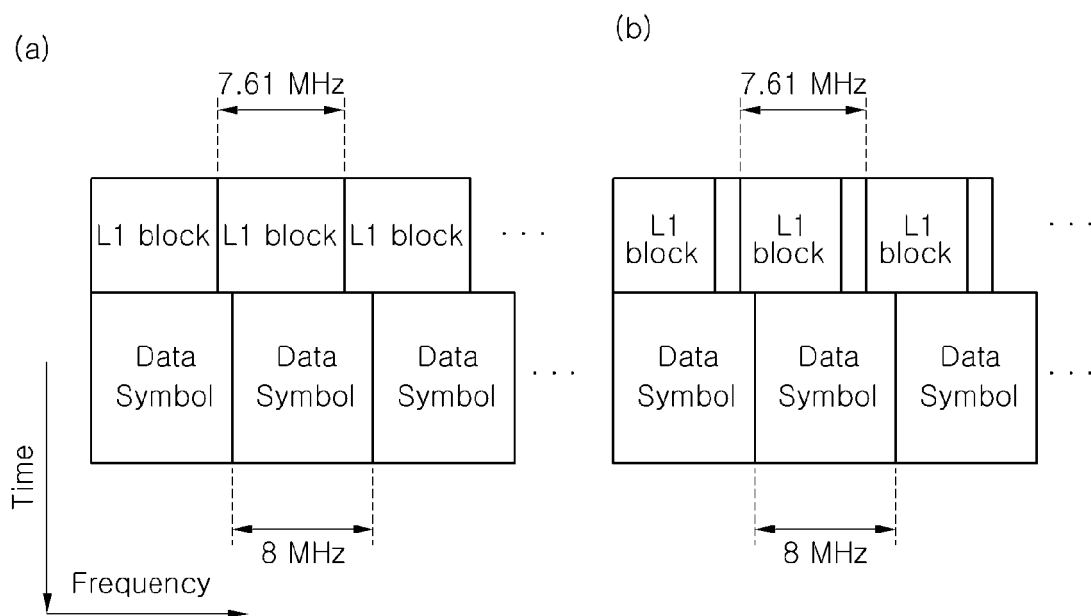 (a)
7.61 MHz
L1 block L1 block L1 block . . .
Data Symbol Data Symbol Data Symbol . . .
8 MHz
Time
Frequency
(b)
7.61 MHz
L1 block L1 block L1 block . . .
Data Symbol Data Symbol Data Symbol . . .
8 MHz